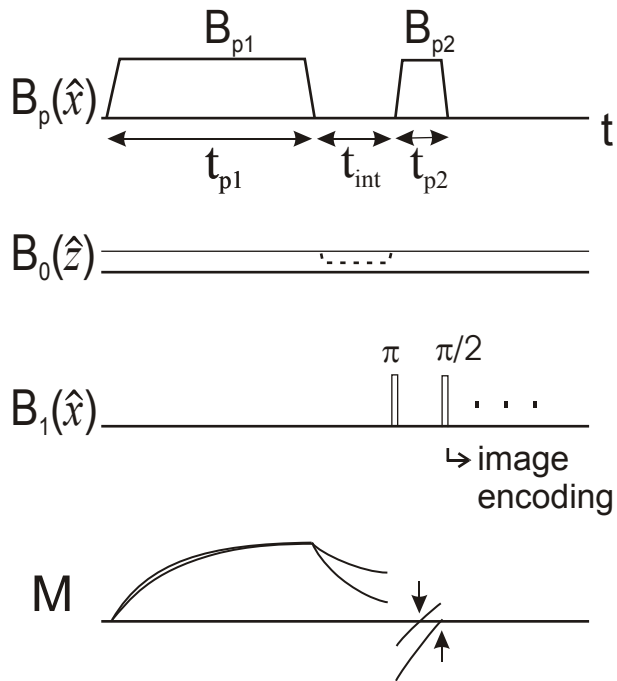 B_p1 B_p2
B_p(x̂) t
t_p1 t_int t_p2
B_0(ẑ)
π π/2
B_1(x̂) . . .
image
encoding
M